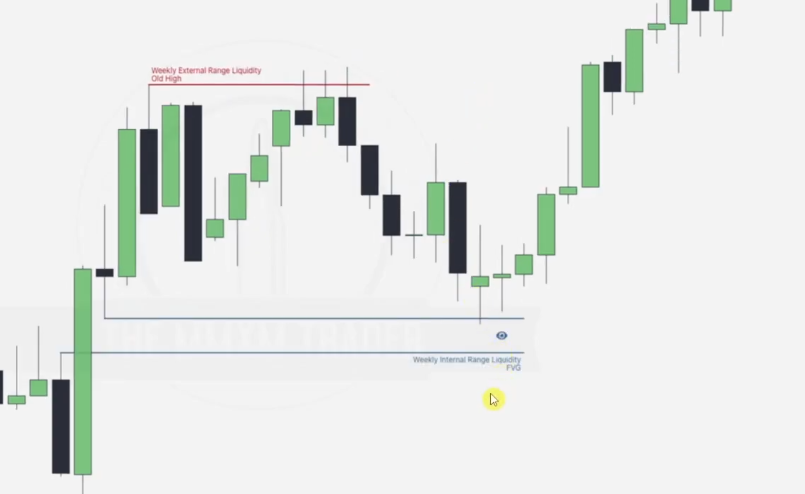 Weekly External Range Liquidity
Old High
Weekly Internal Range Liquidity
FVG